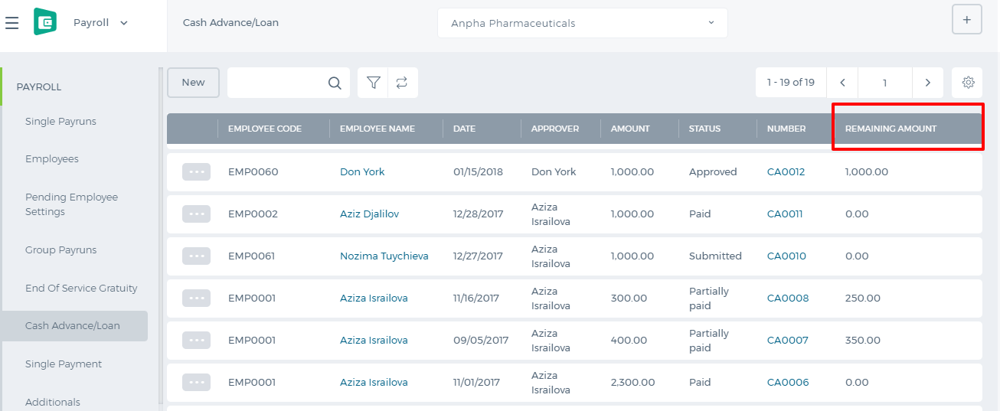 Payroll
Cash Advance/Loan
Anpha Pharmaceuticals
+
PAYROLL
Single Payruns
Employees
Pending Employee
Settings
Group Payruns
End Of Service Gratuity
Cash Advance/Loan
Single Payment
Additionals
New
1 - 19 of 19
1
EMPLOYEE CODE EMPLOYEE NAME DATE APPROVER AMOUNT STATUS NUMBER REMAINING AMOUNT
EMP0060 Don York 01/15/2018 Don York 1,000.00 Approved CA0012 1,000.00
EMP0002 Aziz Djalilov 12/28/2017 Aziza 1,000.00 Paid CA0011 0.00
Israilova
EMP0061 Nozima Tuychieva 12/27/2017 Aziza 1,000.00 Submitted CA0010 0.00
Israilova
EMP0001 Aziza Israilova 11/16/2017 Aziza 300.00 Partially CA0008 250.00
Israilova paid
EMP0001 Aziza Israilova 09/05/2017 Aziza 400.00 Partially CA0007 350.00
Israilova paid
EMP0001 Aziza Israilova 11/01/2017 Aziza 2,300.00 Paid CA0006 0.00
Israilova